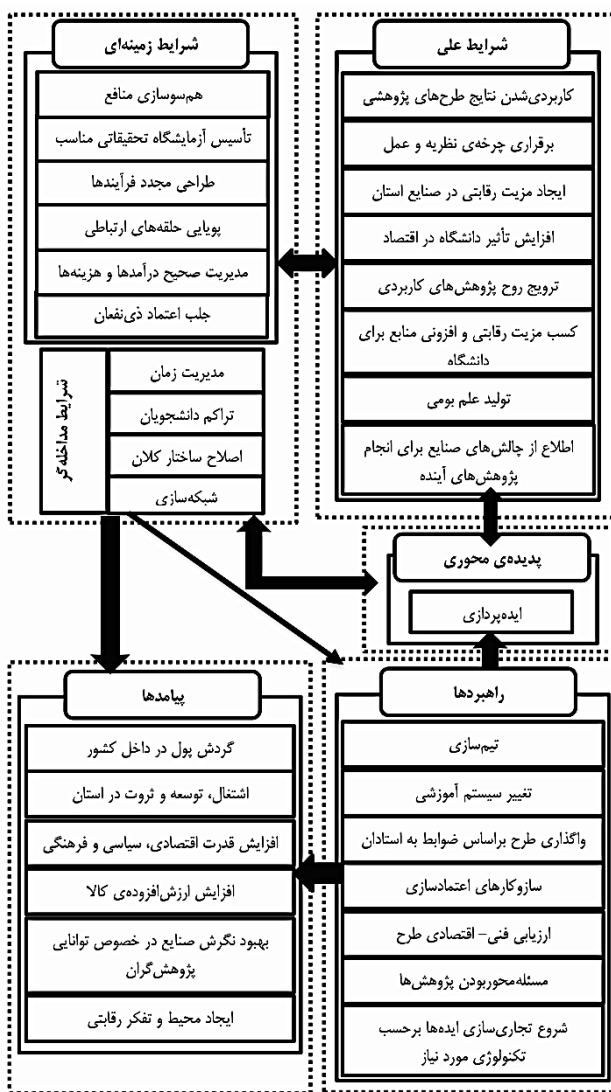 شرایط علی
کاربردی‌شدن نتایج طرح‌های پژوهشی
برقراری چرخه‌ی نظریه و عمل
ایجاد مزیت رقابتی در صنایع استان
افزایش تأثیر دانشگاه در اقتصاد
ترویج روح پژوهش‌های کاربردی
کسب مزیت رقابتی و افزونی منابع برای
دانشگاه
تولید علم بومی
اطلاع از چالش‌های صنایع برای انجام
پژوهش‌های آینده
شرایط زمینه‌ای
هم‌سوسازی منافع
تأسیس آزمایشگاه تحقیقاتی مناسب
طراحی مجدد فرآیندها
پویایی حلقه‌های ارتباطی
مدیریت صحیح درآمدها و هزینه‌ها
جلب اعتماد ذی‌نفعان
شرایط مداخله‌گر
مدیریت زمان
تراکم دانشجویان
اصلاح ساختار کلان
شبکه‌سازی
پدیده‌ی محوری
ایده‌پردازی
راهبردها
تیم‌سازی
تغییر سیستم آموزشی
واگذاری طرح براساس ضوابط به استادان
سازوکارهای اعتمادسازی
ارزیابی فنی– اقتصادی طرح
مسئله‌محوربودن پژوهش‌ها
شروع تجاری‌سازی ایده‌ها برحسب
تکنولوژی مورد نیاز
پیامدها
گردش پول در داخل کشور
اشتغال، توسعه و ثروت در استان
افزایش قدرت اقتصادی، سیاسی و فرهنگی
افزایش ارزش‌افزوده‌ی کالا
بهبود نگرش صنایع در خصوص توانایی
پژوهش‌گران
ایجاد محیط و تفکر رقابتی